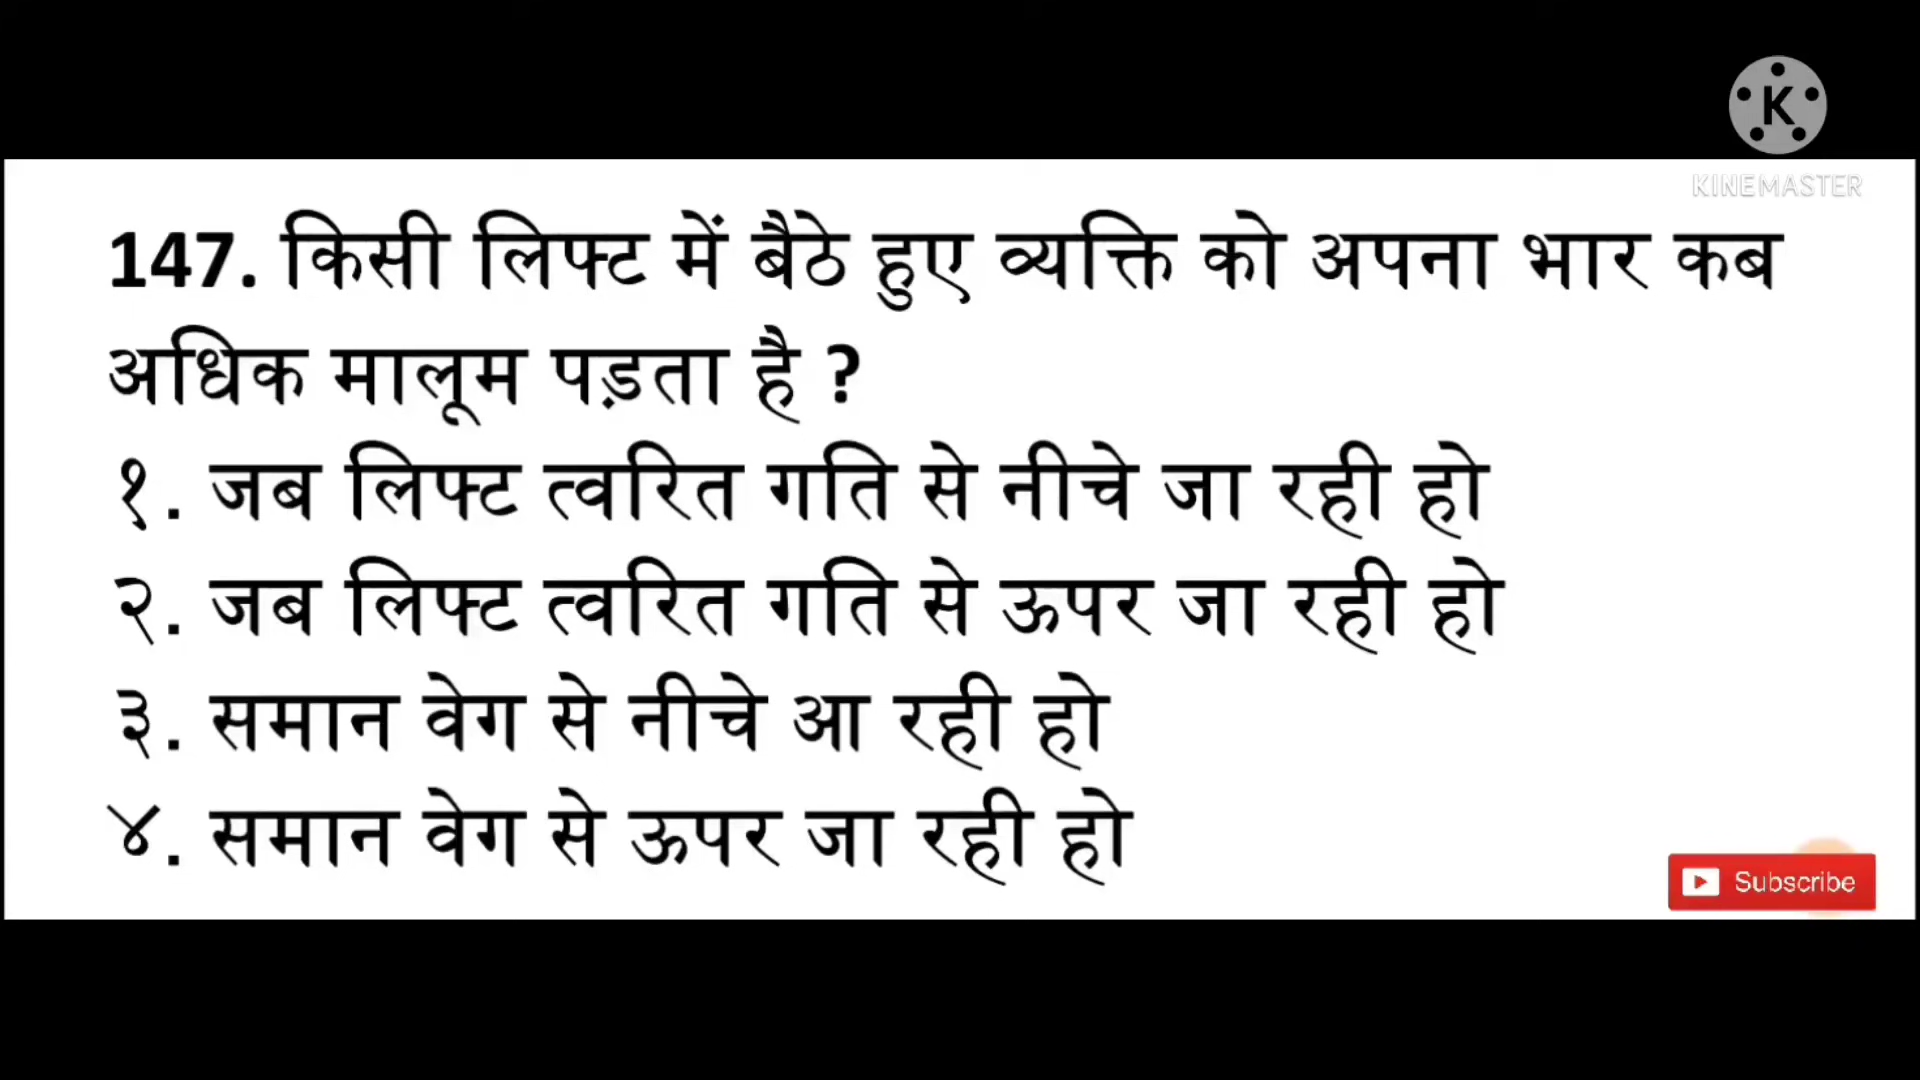 K
KINEMASTER
147. किसी लिफ्ट में बैठे हुए व्यक्ति को अपना भार कब
अधिक मालूम पड़ता है ?
१. जब लिफ्ट त्वरित गति से नीचे जा रही हो
२. जब लिफ्ट त्वरित गति से ऊपर जा रही हो
३. समान वेग से नीचे आ रही हो
४. समान वेग से ऊपर जा रही हो
Subscribe